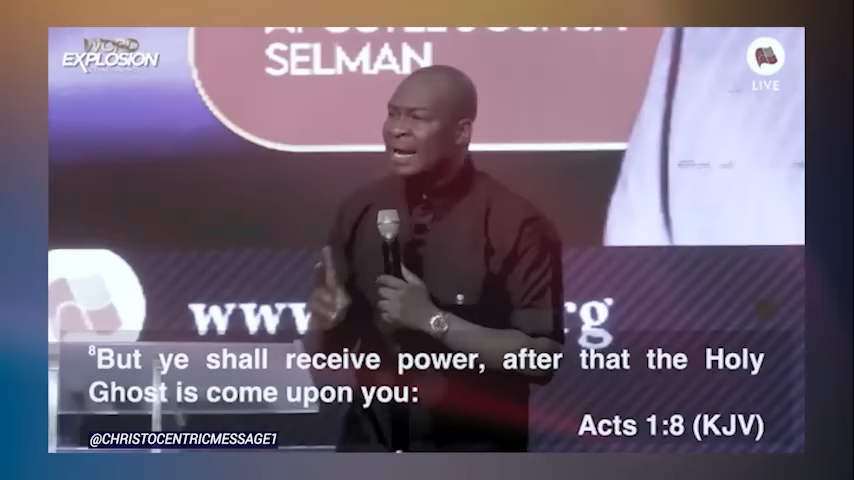 WORD
EXPLOSION
SELMAN
LIVE
www.
rg
⁸But ye shall receive power, after that the Holy
Ghost is come upon you:
Acts 1:8 (KJV)
@CHRISTOCENTRICMESSAGE1